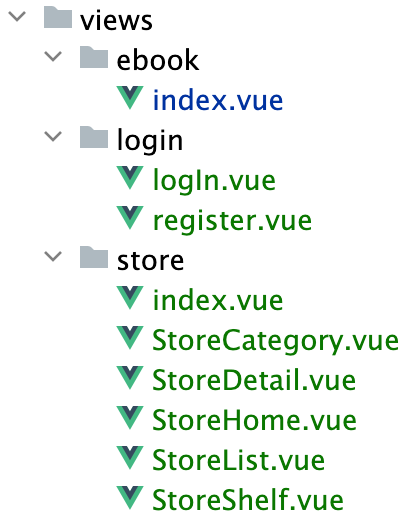 views
ebook
index.vue
login
logIn.vue
register.vue
store
index.vue
StoreCategory.vue
StoreDetail.vue
StoreHome.vue
StoreList.vue
StoreShelf.vue